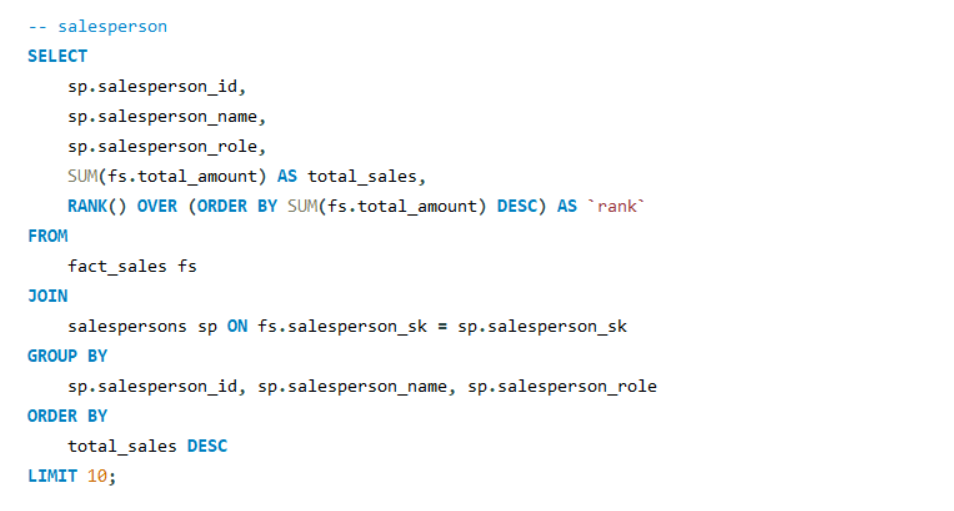 -- salesperson
SELECT
    sp.salesperson_id,
    sp.salesperson_name,
    sp.salesperson_role,
    SUM(fs.total_amount) AS total_sales,
    RANK() OVER (ORDER BY SUM(fs.total_amount) DESC) AS `rank`
FROM
    fact_sales fs
JOIN
    salespersons sp ON fs.salesperson_sk = sp.salesperson_sk
GROUP BY
    sp.salesperson_id, sp.salesperson_name, sp.salesperson_role
ORDER BY
    total_sales DESC
LIMIT 10;